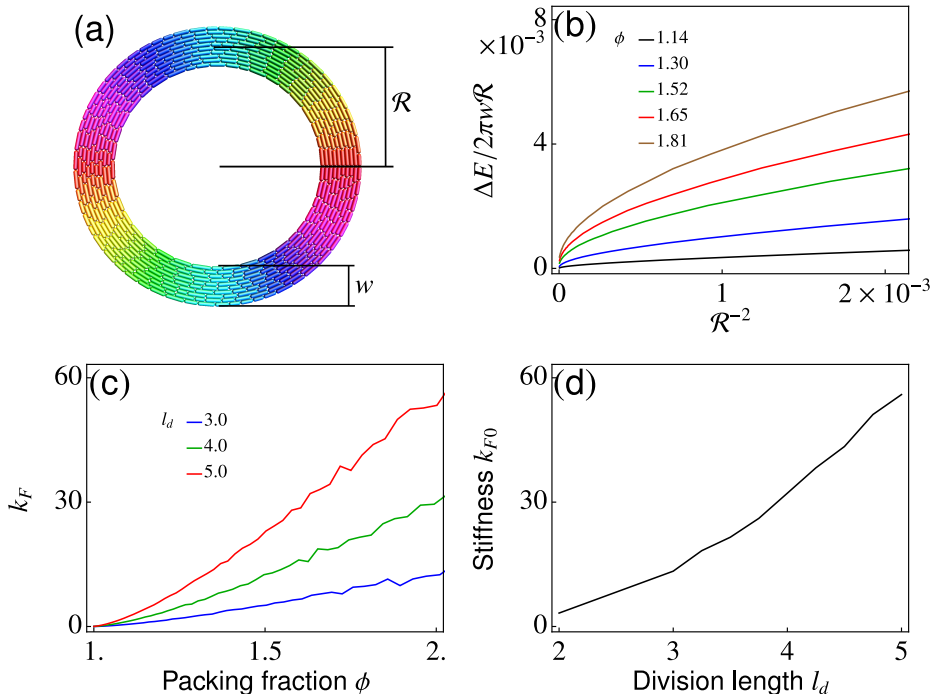 (a)
ℛ
w
(b)
×10⁻³
8
4
0
ΔE/2πwℛ
ϕ
1.14
1.30
1.52
1.65
1.81
0
1
2 × 10⁻³
ℛ⁻²
(c)
60
30
0
k_F
l_d
3.0
4.0
5.0
1.
1.5
2.
Packing fraction ϕ
(d)
60
30
0
Stiffness k_F0
2
3
4
5
Division length l_d